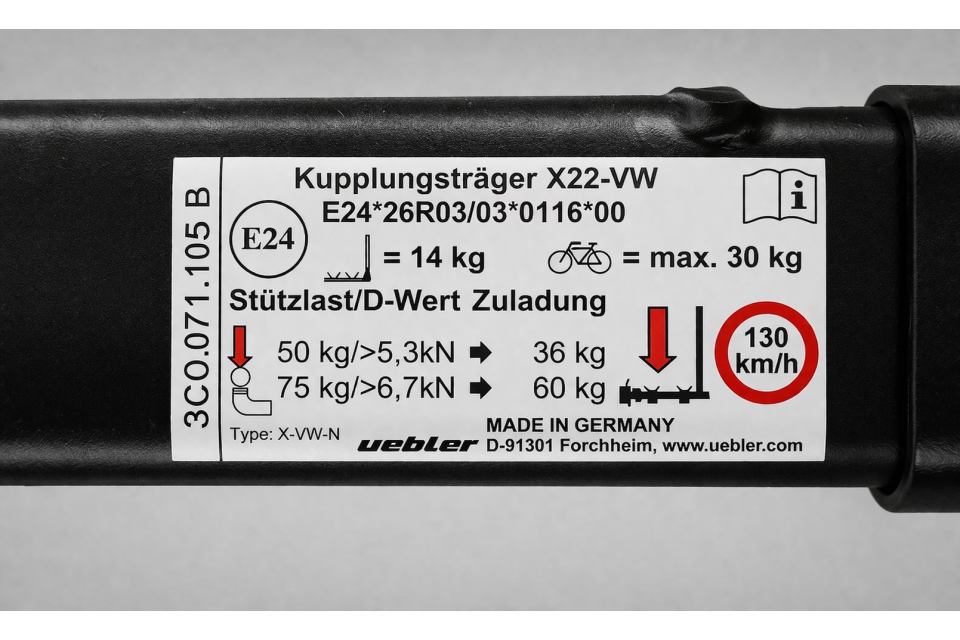 3C0.071.105 B
Kupplungsträger X22-VW
E24*26R03/03*0116*00
E24
= 14 kg
= max. 30 kg
i
Stützlast/D-Wert Zuladung
50 kg/>5,3kN 36 kg
75 kg/>6,7kN 60 kg
130
km/h
Type: X-VW-N
uebler
MADE IN GERMANY
D-91301 Forchheim, www.uebler.com